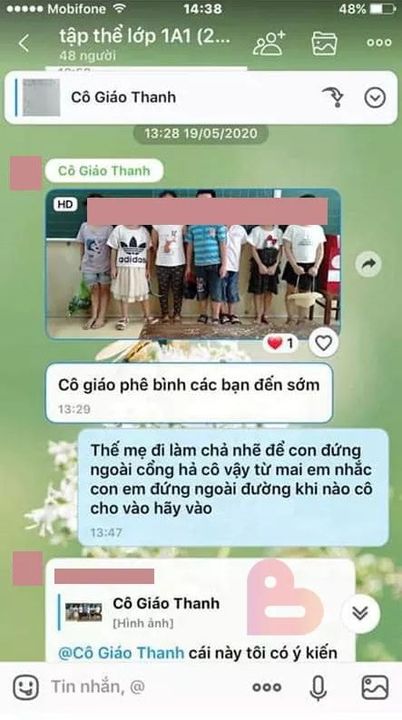 Mobifone
14:38
48%
tập thể lớp 1A1 (2...
48 người
Cô Giáo Thanh
13:28 19/05/2020
Cô Giáo Thanh
HD
adidas
1
Cô giáo phê bình các bạn đến sớm
13:29
Thế mẹ đi làm chả nhẽ để con đứng
ngoài cổng hả cô vậy từ mai em nhắc
con em đứng ngoài đường khi nào cô
cho vào hãy vào
13:47
Cô Giáo Thanh
[Hình ảnh]
@Cô Giáo Thanh cái này tôi có ý kiến
Tin nhắn, @